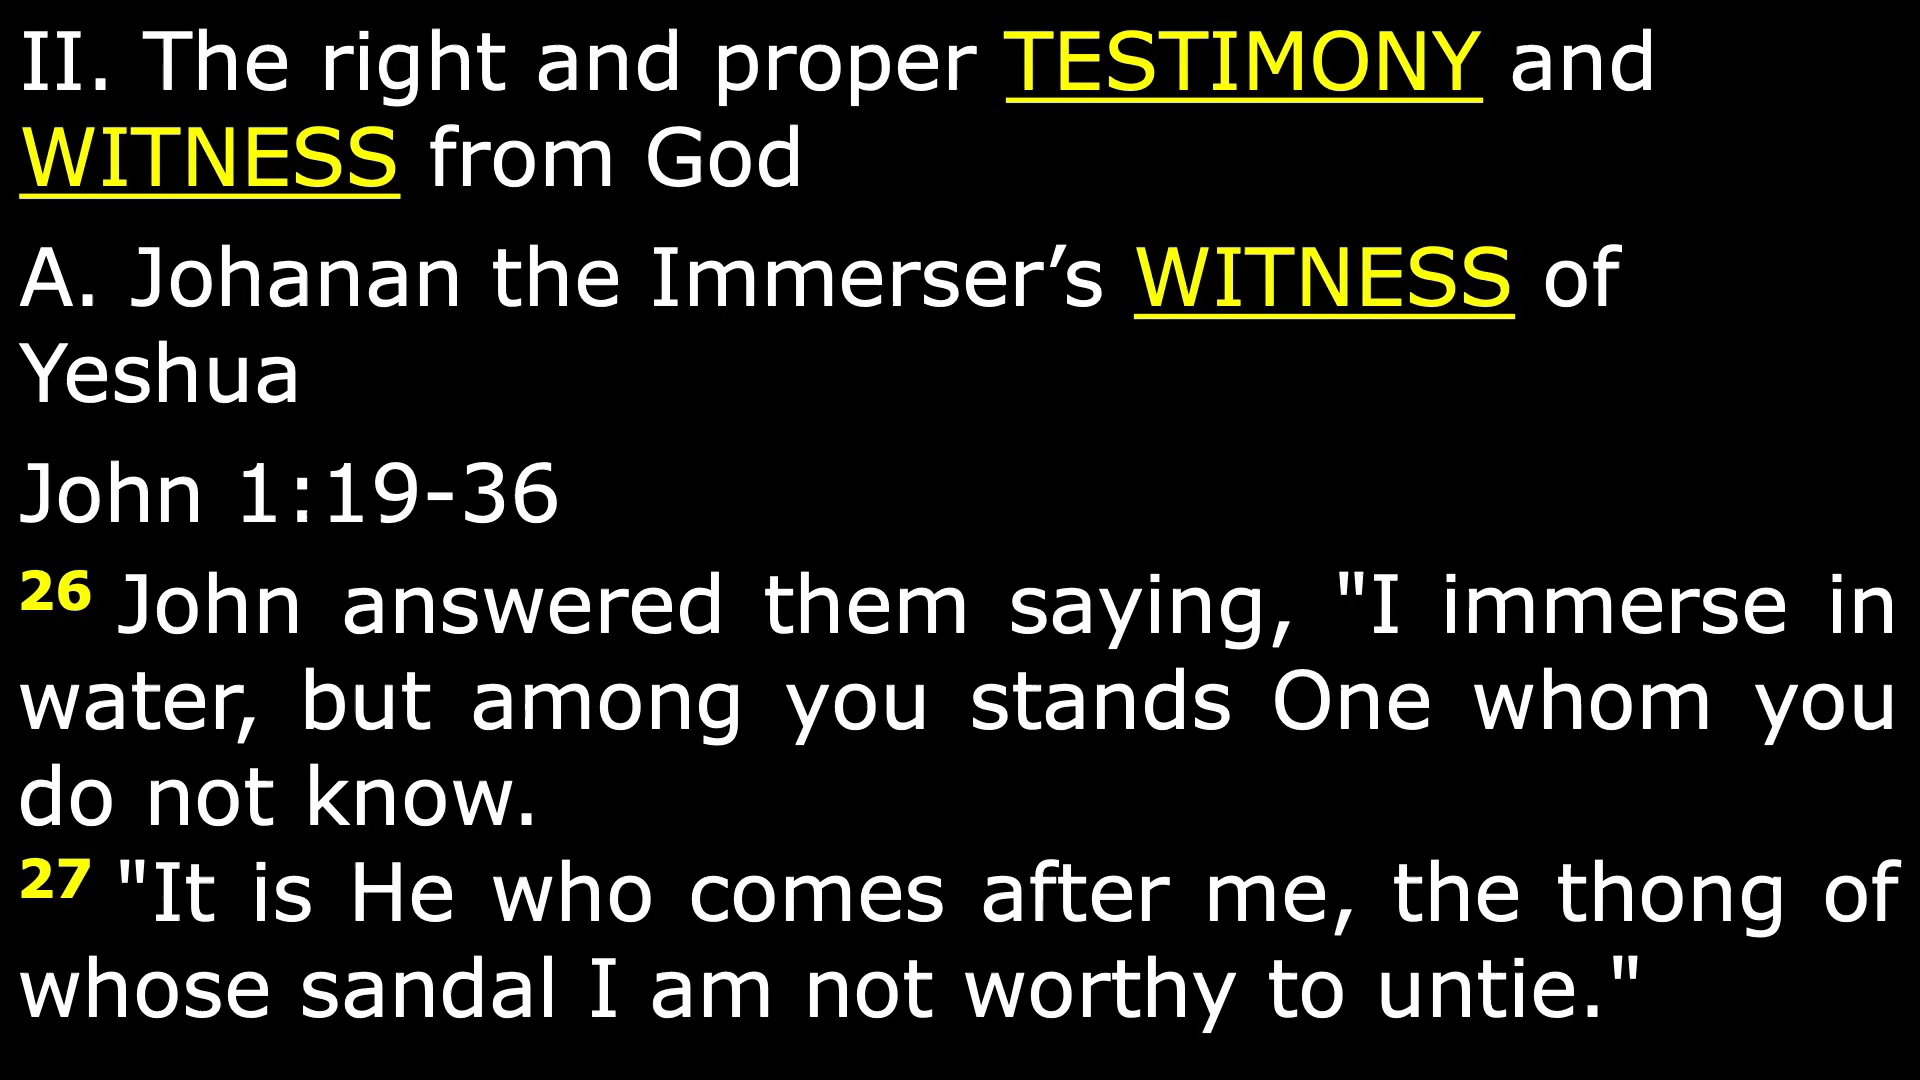 II. The right and proper TESTIMONY and
WITNESS from God
A. Johanan the Immerser’s WITNESS of
Yeshua
John 1:19-36
26 John answered them saying, "I immerse in
water, but among you stands One whom you
do not know.
27 "It is He who comes after me, the thong of
whose sandal I am not worthy to untie."